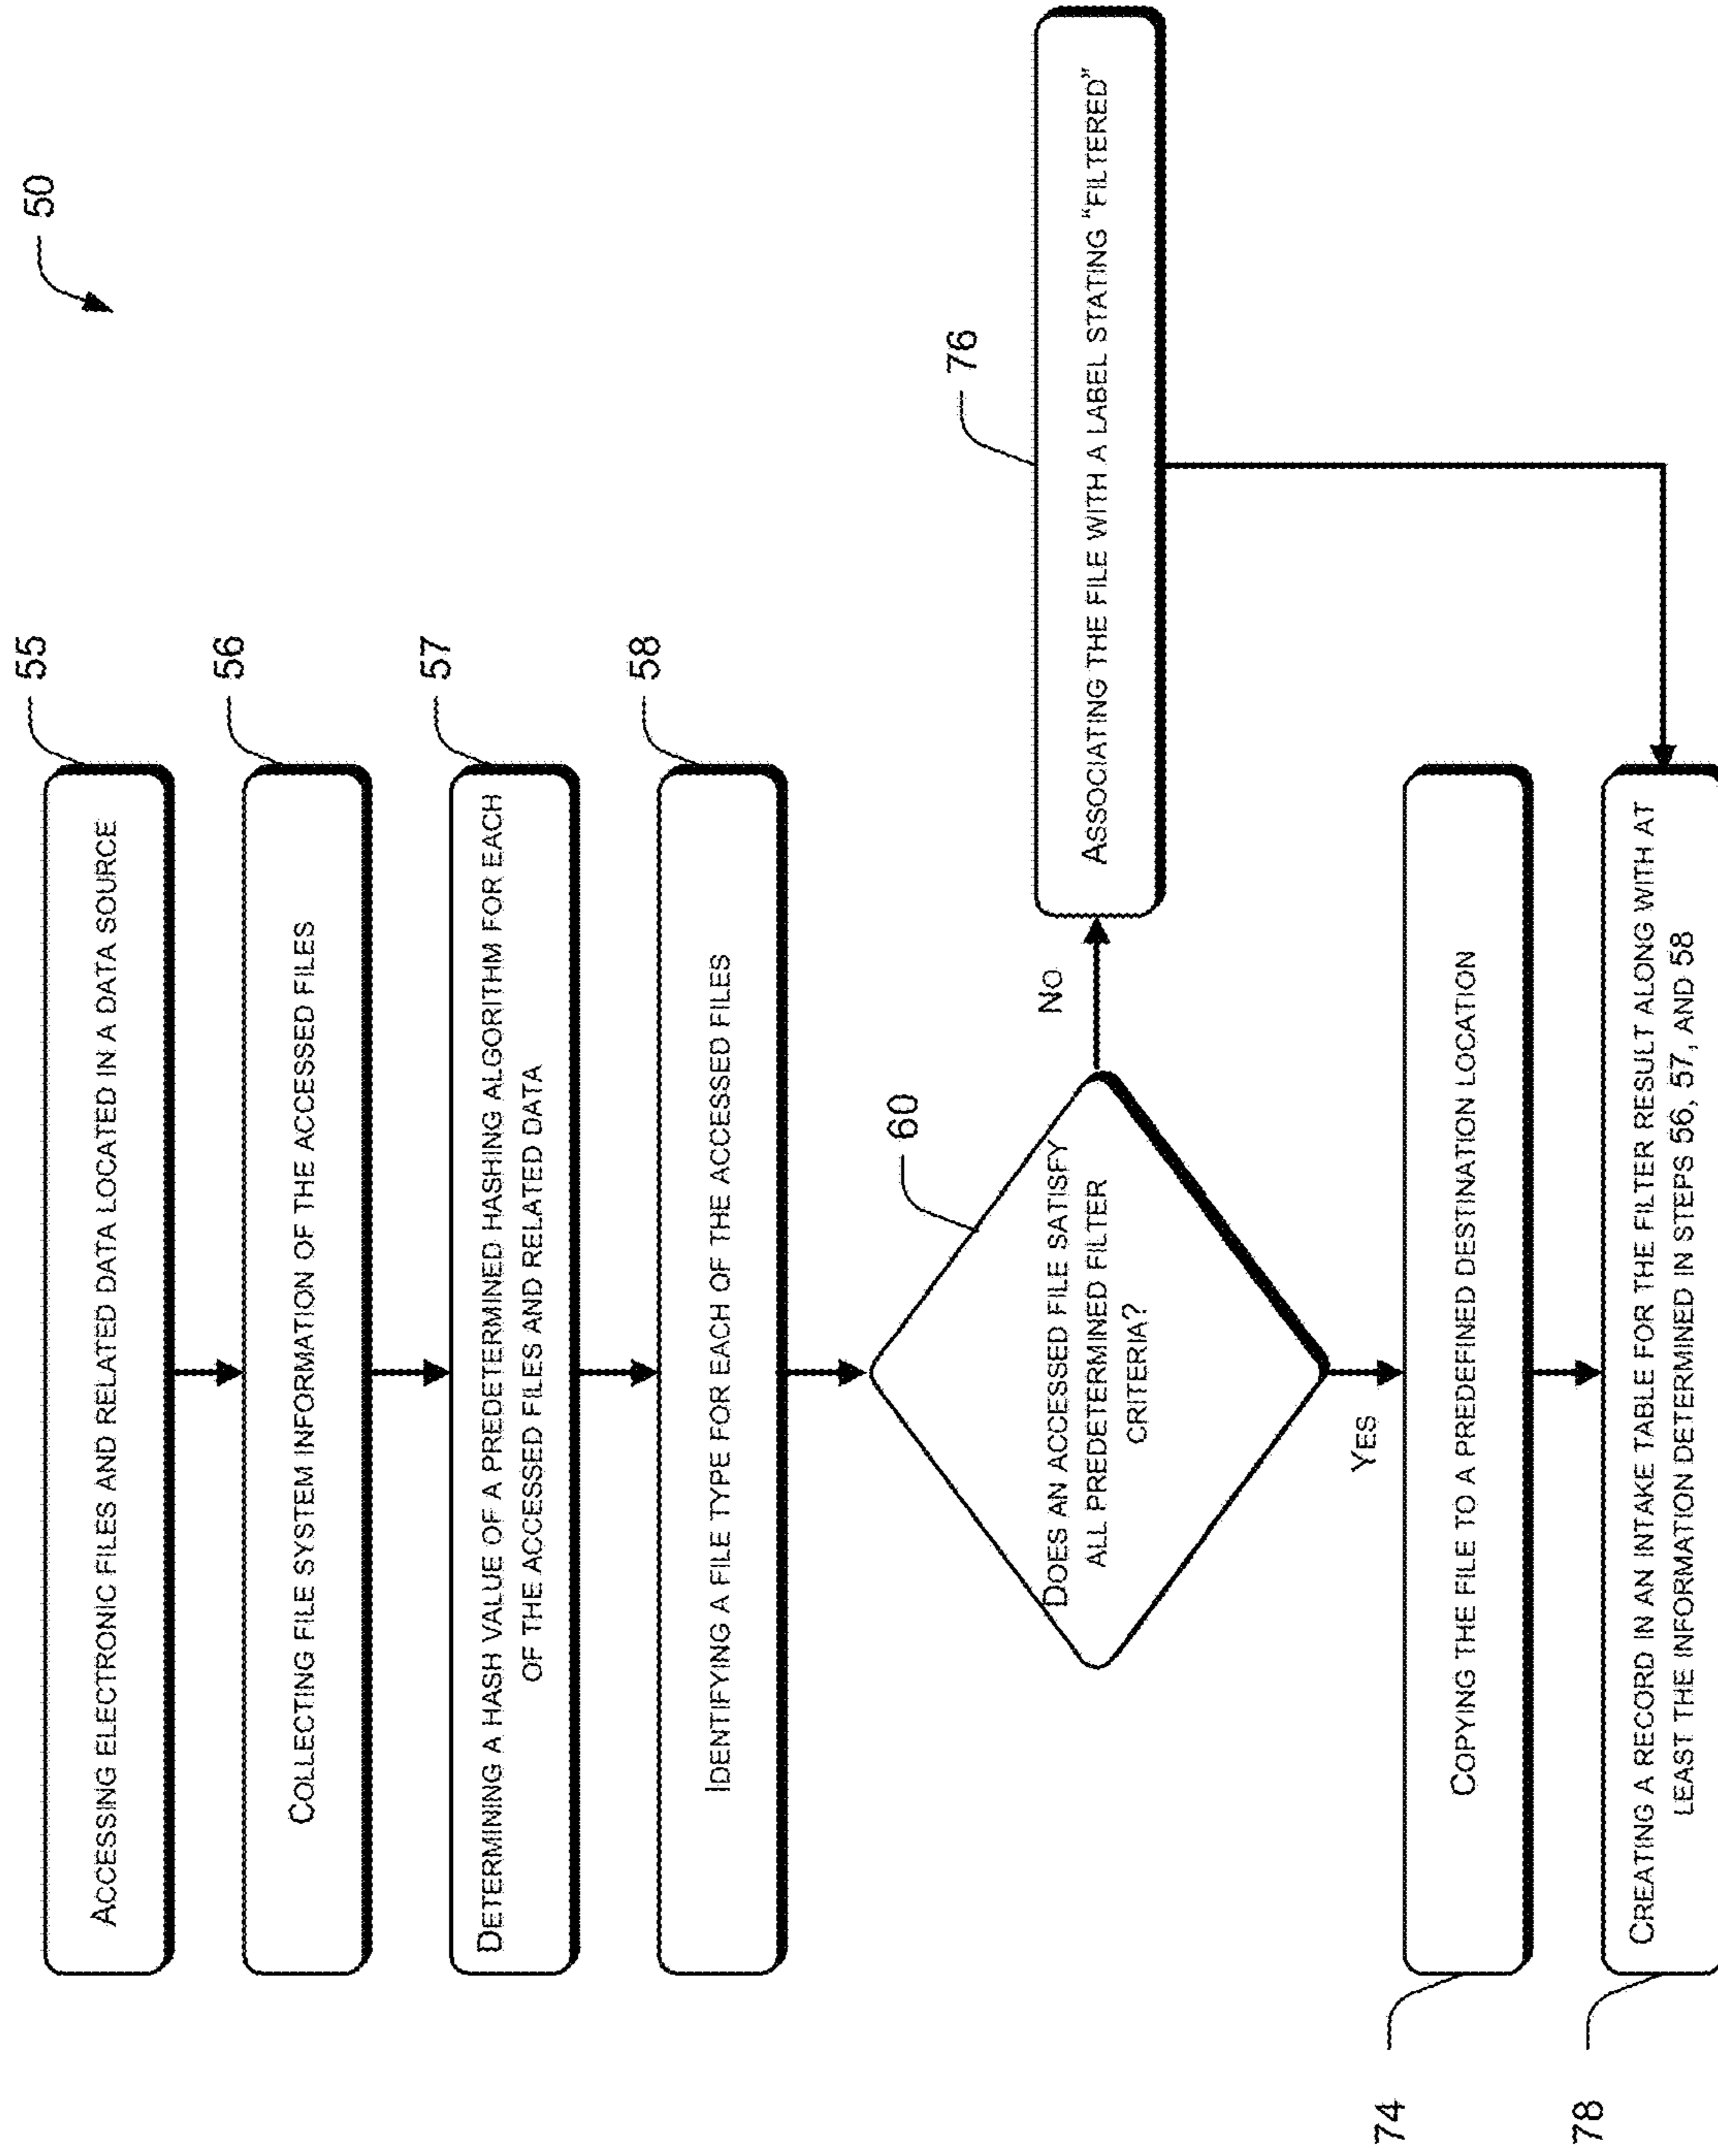 50
55
ACCESSING ELECTRONIC FILES AND RELATED DATA LOCATED IN A DATA SOURCE
56
COLLECTING FILE SYSTEM INFORMATION OF THE ACCESSED FILES
57
DETERMINING A HASH VALUE OF A PREDETERMINED HASHING ALGORITHM FOR EACH
OF THE ACCESSED FILES AND RELATED DATA
58
IDENTIFYING A FILE TYPE FOR EACH OF THE ACCESSED FILES
60
DOES AN ACCESSED FILE SATISFY
ALL PREDETERMINED FILTER
CRITERIA?
NO
76
ASSOCIATING THE FILE WITH A LABEL STATING “FILTERED”
YES
74
COPYING THE FILE TO A PREDEFINED DESTINATION LOCATION
78
CREATING A RECORD IN AN INTAKE TABLE FOR THE FILTER RESULT ALONG WITH AT
LEAST THE INFORMATION DETERMINED IN STEPS 56, 57, AND 58